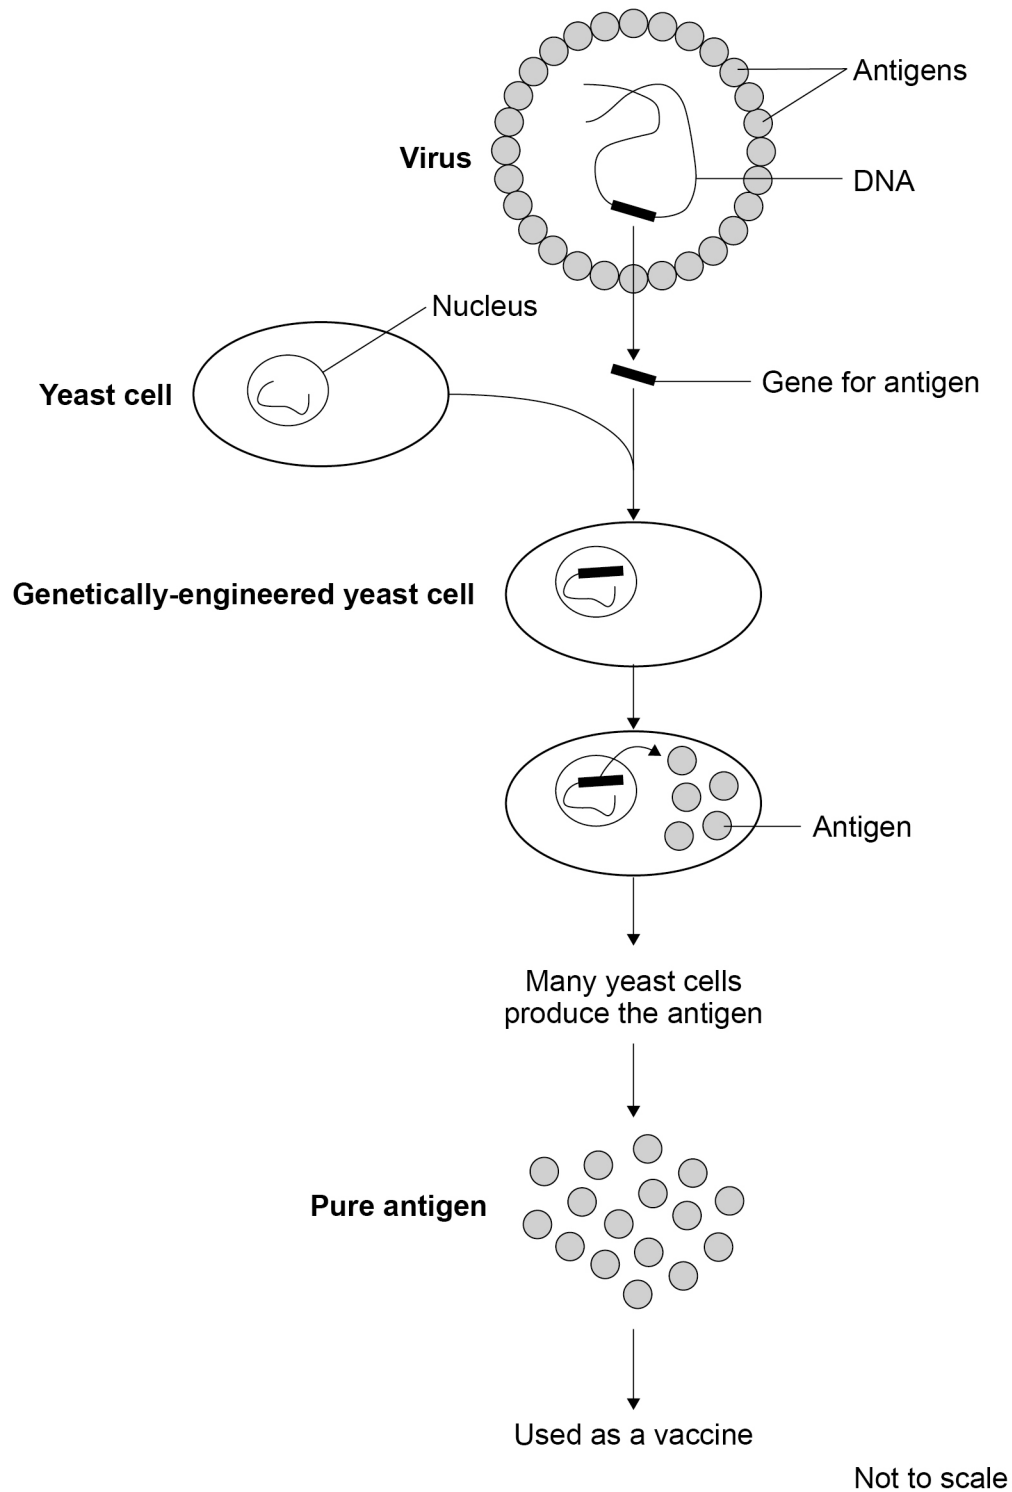 Antigens
Virus
DNA
Nucleus
Gene for antigen
Yeast cell
Genetically-engineered yeast cell
Antigen
Many yeast cells
produce the antigen
Pure antigen
Used as a vaccine
Not to scale